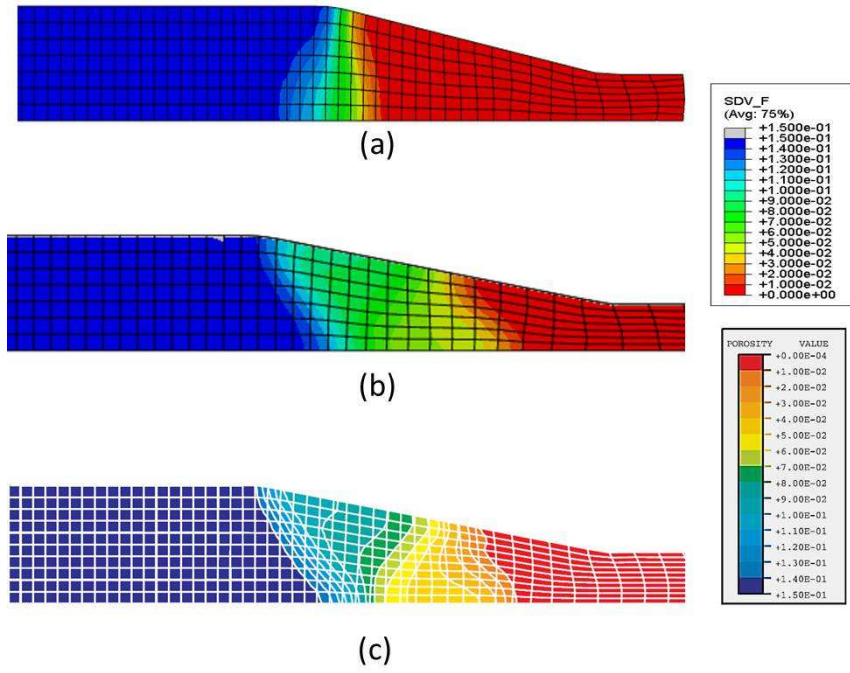 (a)
SDV_F
(Avg: 75%)
+1.500e-01
+1.500e-01
+1.400e-01
+1.300e-01
+1.200e-01
+1.100e-01
+1.000e-01
+9.000e-02
+8.000e-02
+7.000e-02
+6.000e-02
+5.000e-02
+4.000e-02
+3.000e-02
+2.000e-02
+1.000e-02
+0.000e+00
(b)
POROSITY VALUE
+0.00E-04
+1.00E-02
+2.00E-02
+3.00E-02
+4.00E-02
+5.00E-02
+6.00E-02
+7.00E-02
+8.00E-02
+9.00E-02
+1.00E-01
+1.10E-01
+1.20E-01
+1.30E-01
+1.40E-01
+1.50E-01
(c)